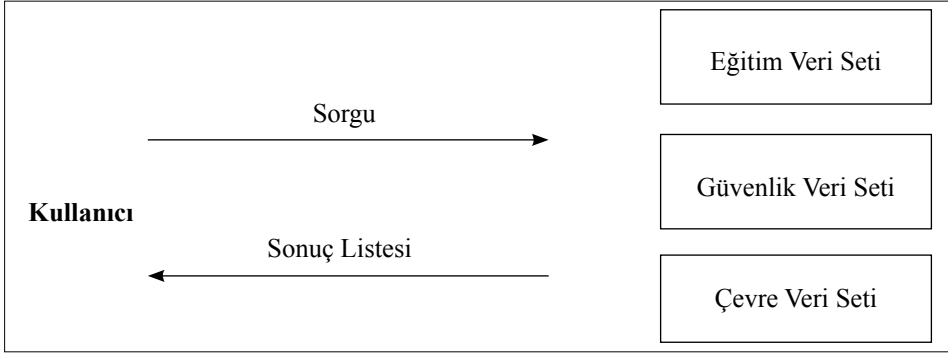 Eğitim Veri Seti
Sorgu
Güvenlik Veri Seti
Kullanıcı
Sonuç Listesi
Çevre Veri Seti